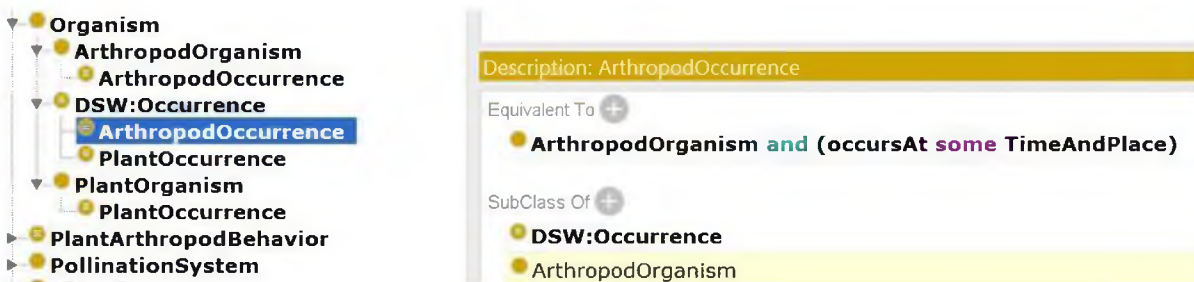 Organism
ArthropodOrganism
ArthropodOccurrence
DSW:Occurrence
ArthropodOccurrence
PlantOccurrence
PlantOrganism
PlantOccurrence
PlantArthropodBehavior
PollinationSystem
Description: ArthropodOccurrence
Equivalent To
ArthropodOrganism and (occursAt some TimeAndPlace)
SubClass Of
DSW:Occurrence
ArthropodOrganism